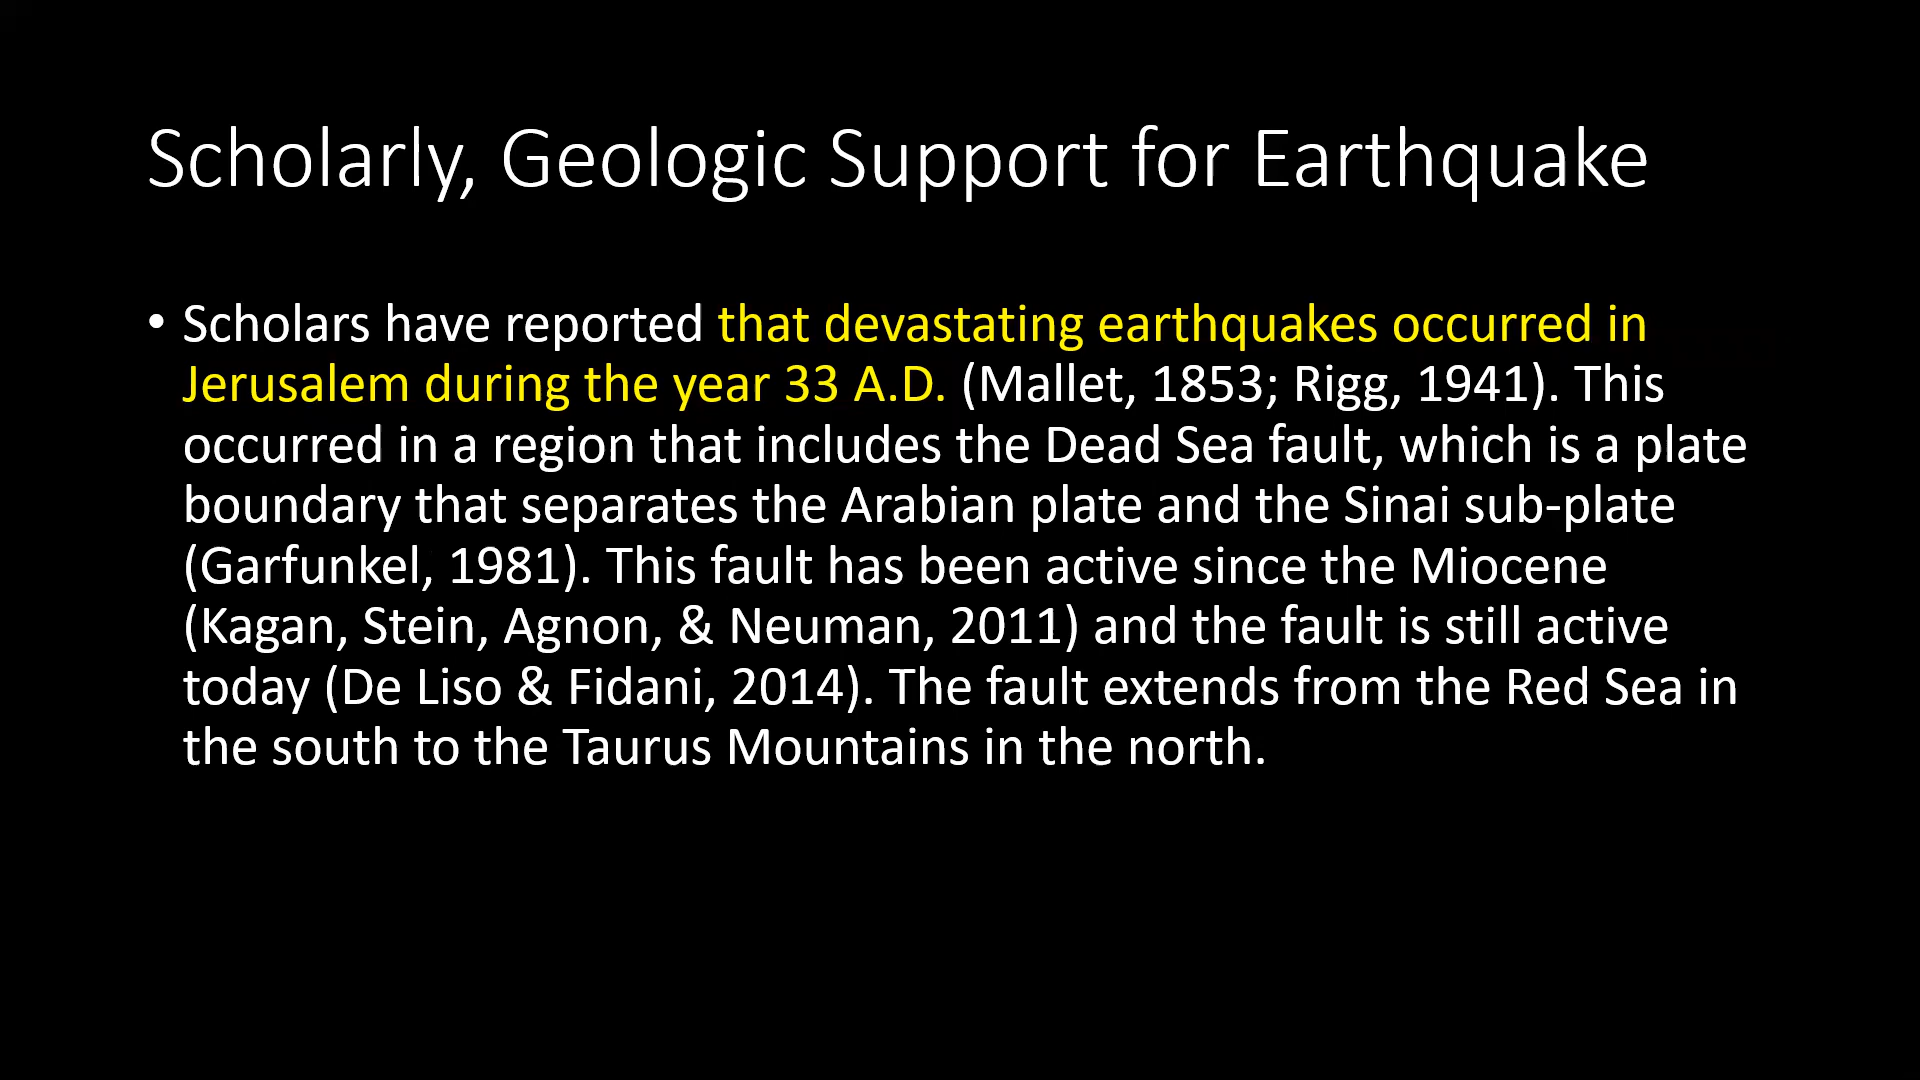 Scholarly, Geologic Support for Earthquake
• Scholars have reported that devastating earthquakes occurred in
Jerusalem during the year 33 A.D. (Mallet, 1853; Rigg, 1941). This
occurred in a region that includes the Dead Sea fault, which is a plate
boundary that separates the Arabian plate and the Sinai sub-plate
(Garfunkel, 1981). This fault has been active since the Miocene
(Kagan, Stein, Agnon, & Neuman, 2011) and the fault is still active
today (De Liso & Fidani, 2014). The fault extends from the Red Sea in
the south to the Taurus Mountains in the north.